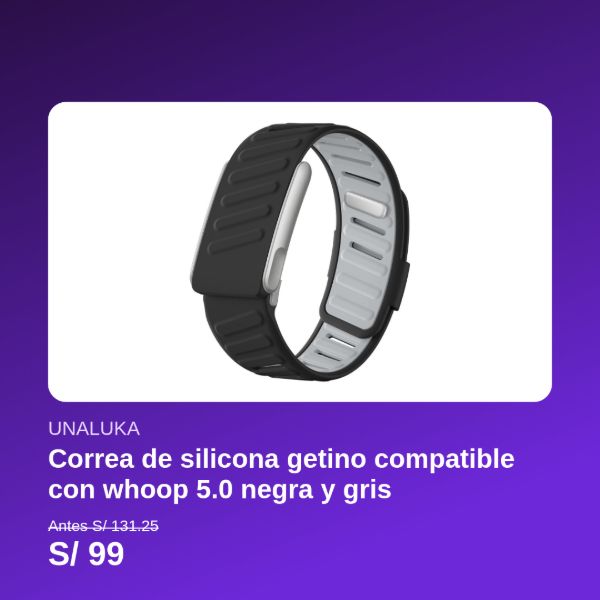 UNALUKA
Correa de silicona getino compatible
con whoop 5.0 negra y gris
Antes S/ 131.25
S/ 99